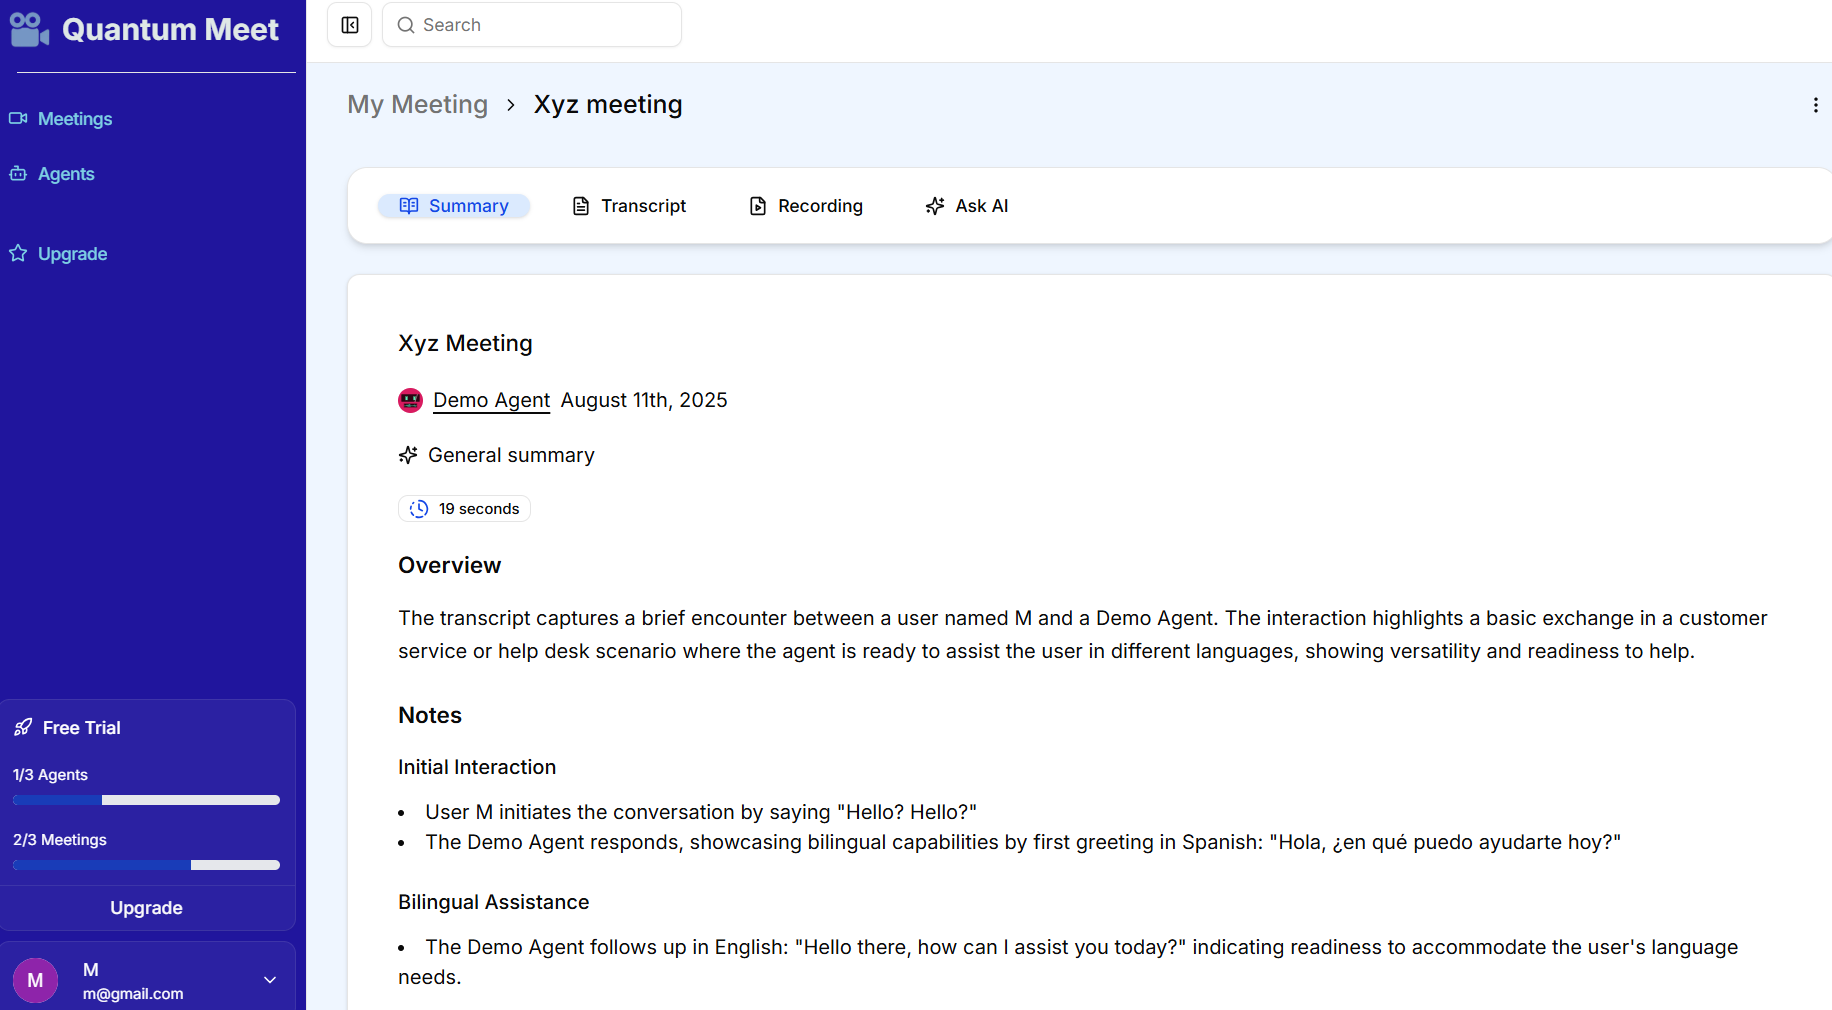 Quantum Meet
Meetings
Agents
Upgrade
Free Trial
1/3 Agents
2/3 Meetings
Upgrade
M
M
m@gmail.com
Search
My Meeting > Xyz meeting
Summary
Transcript
Recording
Ask AI
Xyz Meeting
Demo Agent August 11th, 2025
General summary
19 seconds
Overview
The transcript captures a brief encounter between a user named M and a Demo Agent. The interaction highlights a basic exchange in a customer
service or help desk scenario where the agent is ready to assist the user in different languages, showing versatility and readiness to help.
Notes
Initial Interaction
• User M initiates the conversation by saying "Hello? Hello?"
• The Demo Agent responds, showcasing bilingual capabilities by first greeting in Spanish: "Hola, ¿en qué puedo ayudarte hoy?"
Bilingual Assistance
• The Demo Agent follows up in English: "Hello there, how can I assist you today?" indicating readiness to accommodate the user's language
needs.